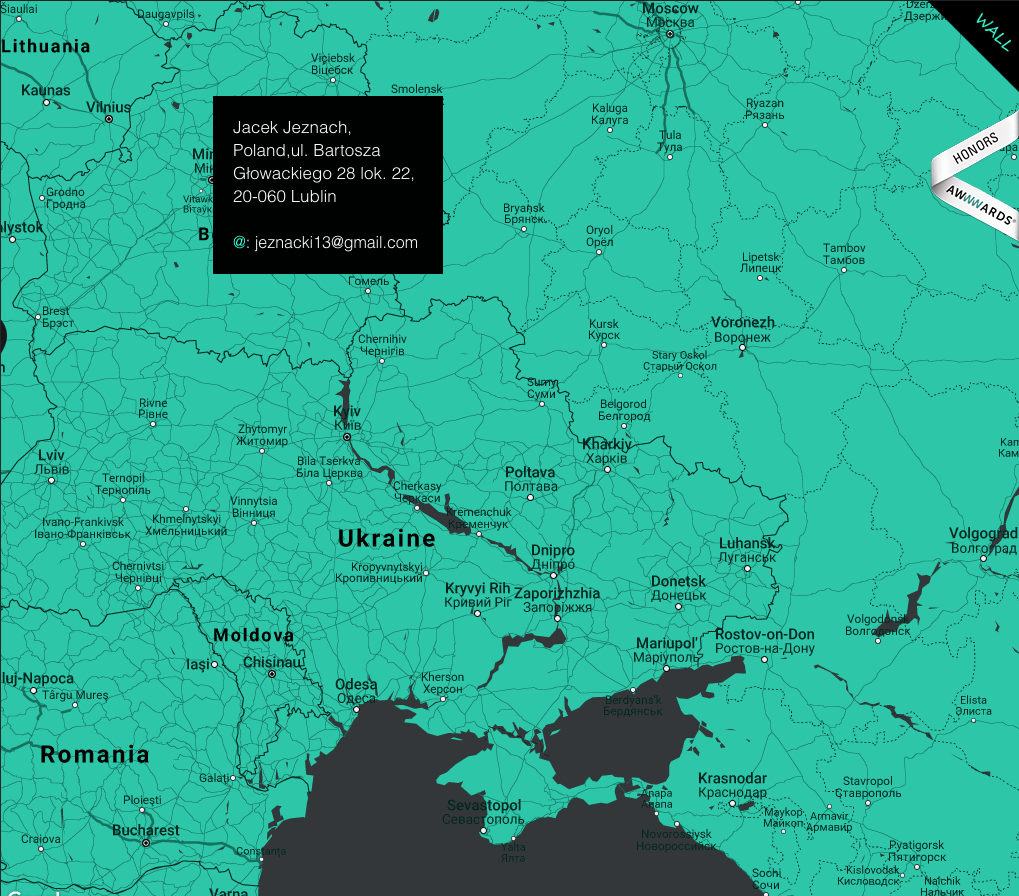 Siauliai
Daugavpils
Moscow
Москва
WALL
Lithuania
Kaunas
Vilnius
Viciebsk
Віцебск
Smolensk
Kaluga
Калуга
Ryazan
Рязань
Tula
Тула
HONORS
AWWWARDS®
Jacek Jeznach,
Poland,ul. Bartosza
Głowackiego 28 lok. 22,
20-060 Lublin
@: jeznacki13@gmail.com
Grodno
Гродна
Bryansk
Брянск
Oryol
Орёл
Lipetsk
Липецк
Tambov
Тамбов
Гомель
Brest
Брэст
Chernihiv
Чернігів
Kursk
Курск
Voronezh
Воронеж
Stary Oskol
Старый Оскол
Sumy
Суми
Rivne
Рівне
Belgorod
Белгород
Kyiv
Київ
Zhytomyr
Житомир
Kharkiv
Харків
Lviv
Львів
Bila Tserkva
Біла Церква
Poltava
Полтава
Ternopil
Тернопіль
Cherkasy
Черкаси
Vinnytsia
Вінниця
Kremenchuk
Кременчук
Ivano-Frankivsk
Івано-Франківськ
Khmelnytskyi
Хмельницький
Ukraine
Volgograd
Волгоград
Dnipro
Дніпро
Luhansk
Луганськ
Chernivtsi
Чернівці
Kropyvnytskyi
Кропивницький
Kryvyi Rih
Кривий Ріг
Zaporizhzhia
Запоріжжя
Donetsk
Донецьк
Volgodonsk
Волгодонск
Moldova
Mariupol'
Маріуполь
Rostov-on-Don
Ростов-на-Дону
Iași
Chisinau
Kherson
Херсон
Odesa
Одеса
luj-Napoca
Târgu Mureș
Berdyans'k
Бердянськ
Elista
Элиста
Romania
Galați
Krasnodar
Краснодар
Stavropol
Ставрополь
Ploiești
Sevastopol
Севастополь
Anapa
Анапа
Maykop
Майкоп
Armavir
Армавир
Bucharest
Craiova
Novorossiysk
Новороссийск
Yalta
Ялта
Constanța
Pyatigorsk
Пятигорск
Sochi
Сочи
Kislovodsk
Кисловодск
Nalchik
Нальчик
Varna